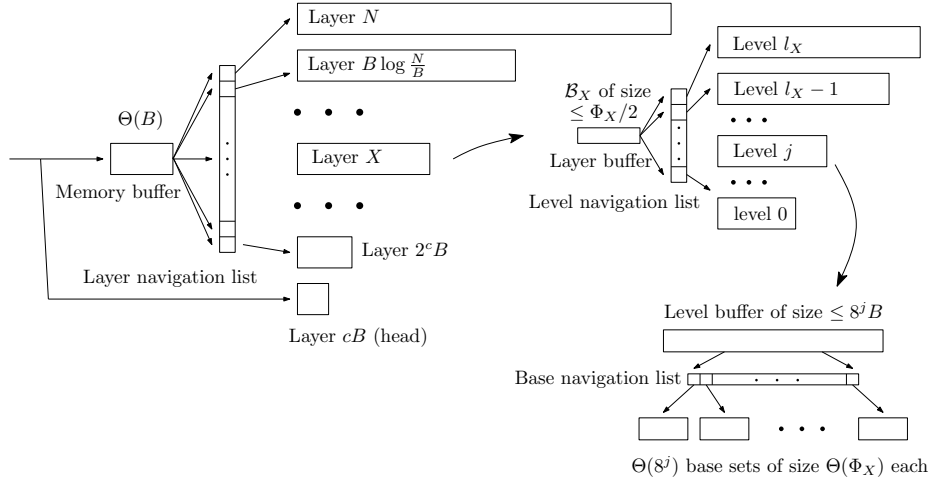 Layer N
Layer B log N/B
Θ(B)
Layer X
Memory buffer
Layer 2^c B
Layer navigation list
Layer cB (head)
Level l_X
Level l_X − 1
ℬ_X of size
≤ Φ_X/2
Layer buffer
Level j
Level navigation list
level 0
Level buffer of size ≤ 8^j B
Base navigation list
Θ(8^j) base sets of size Θ(Φ_X) each